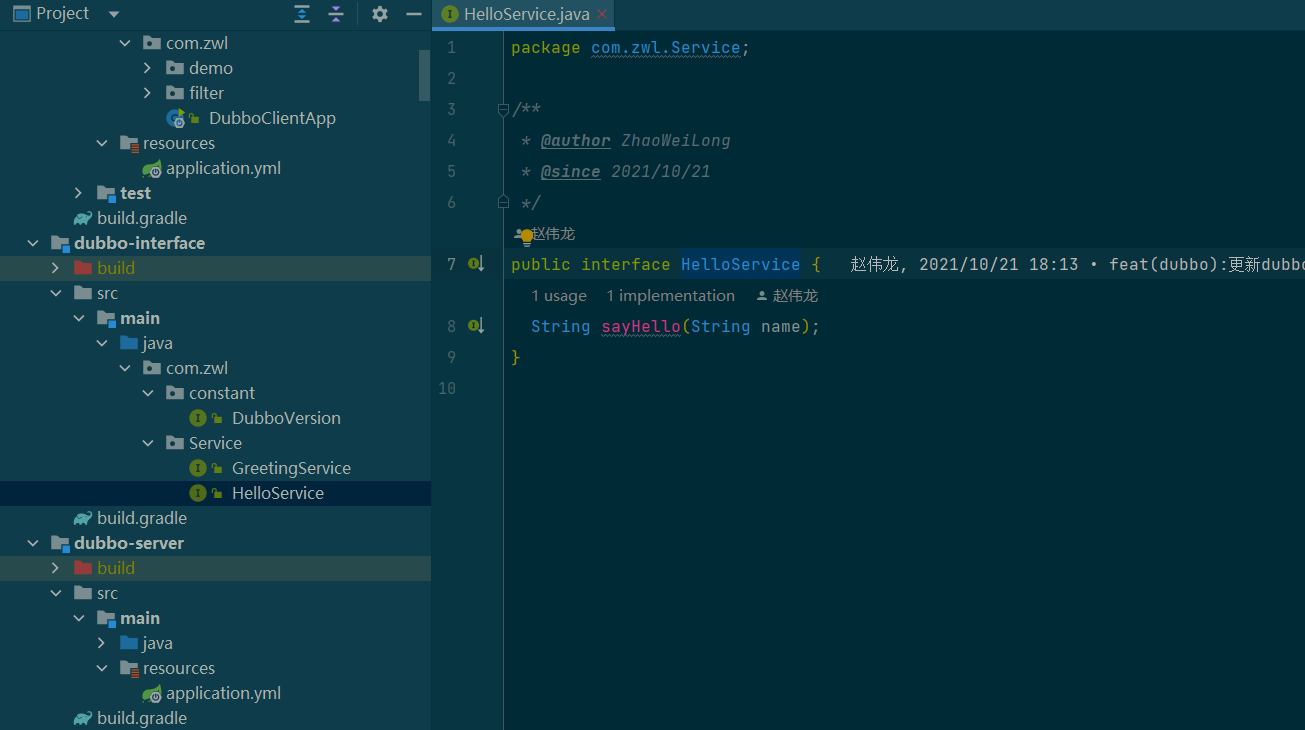 Project
com.zwl
demo
filter
DubboClientApp
resources
application.yml
test
build.gradle
dubbo-interface
build
src
main
java
com.zwl
constant
DubboVersion
Service
GreetingService
HelloService
build.gradle
dubbo-server
build
src
main
java
resources
application.yml
build.gradle
HelloService.java
1 package com.zwl.Service;
2
3 /**
4 * @author ZhaoWeiLong
5 * @since 2021/10/21
6 */
赵伟龙
7 public interface HelloService { 赵伟龙, 2021/10/21 18:13 • feat(dubbo):更新dubbo
1 usage 1 implementation 赵伟龙
8 String sayHello(String name);
9 }
10